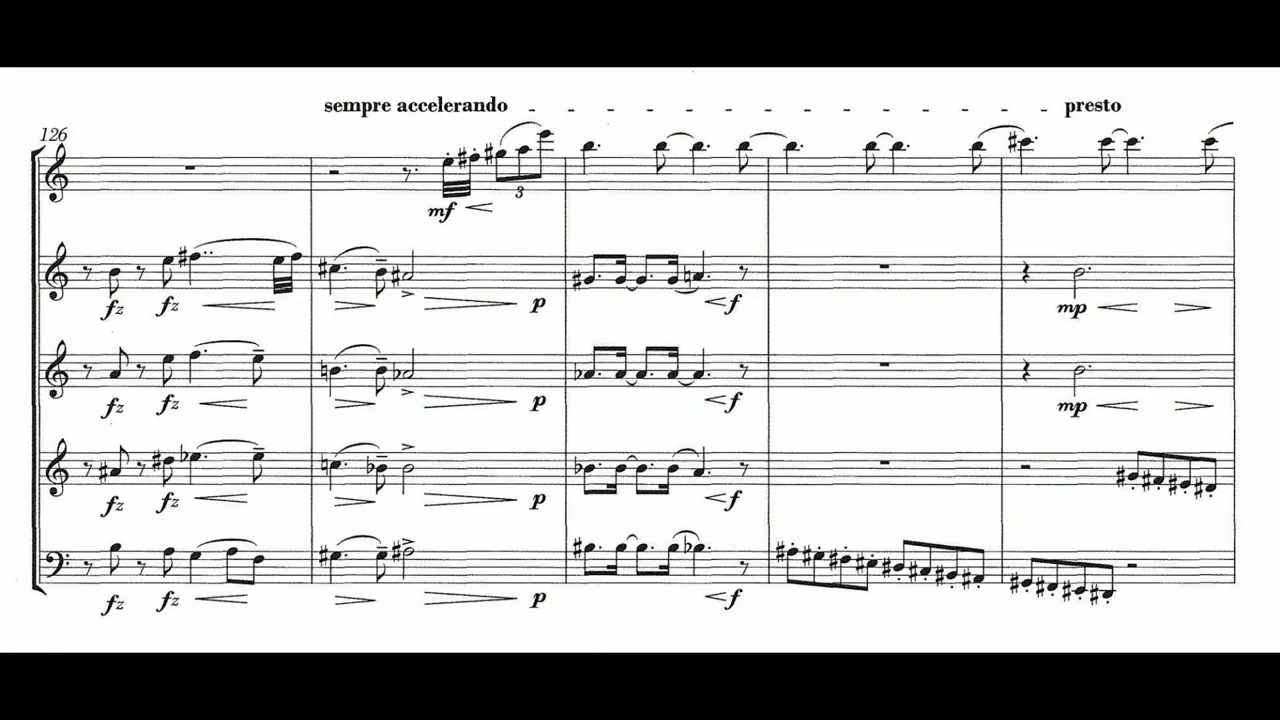 sempre accelerando presto
126
3
mf
fz fz p f mp
fz fz p f mp
fz fz p f
fz fz p f